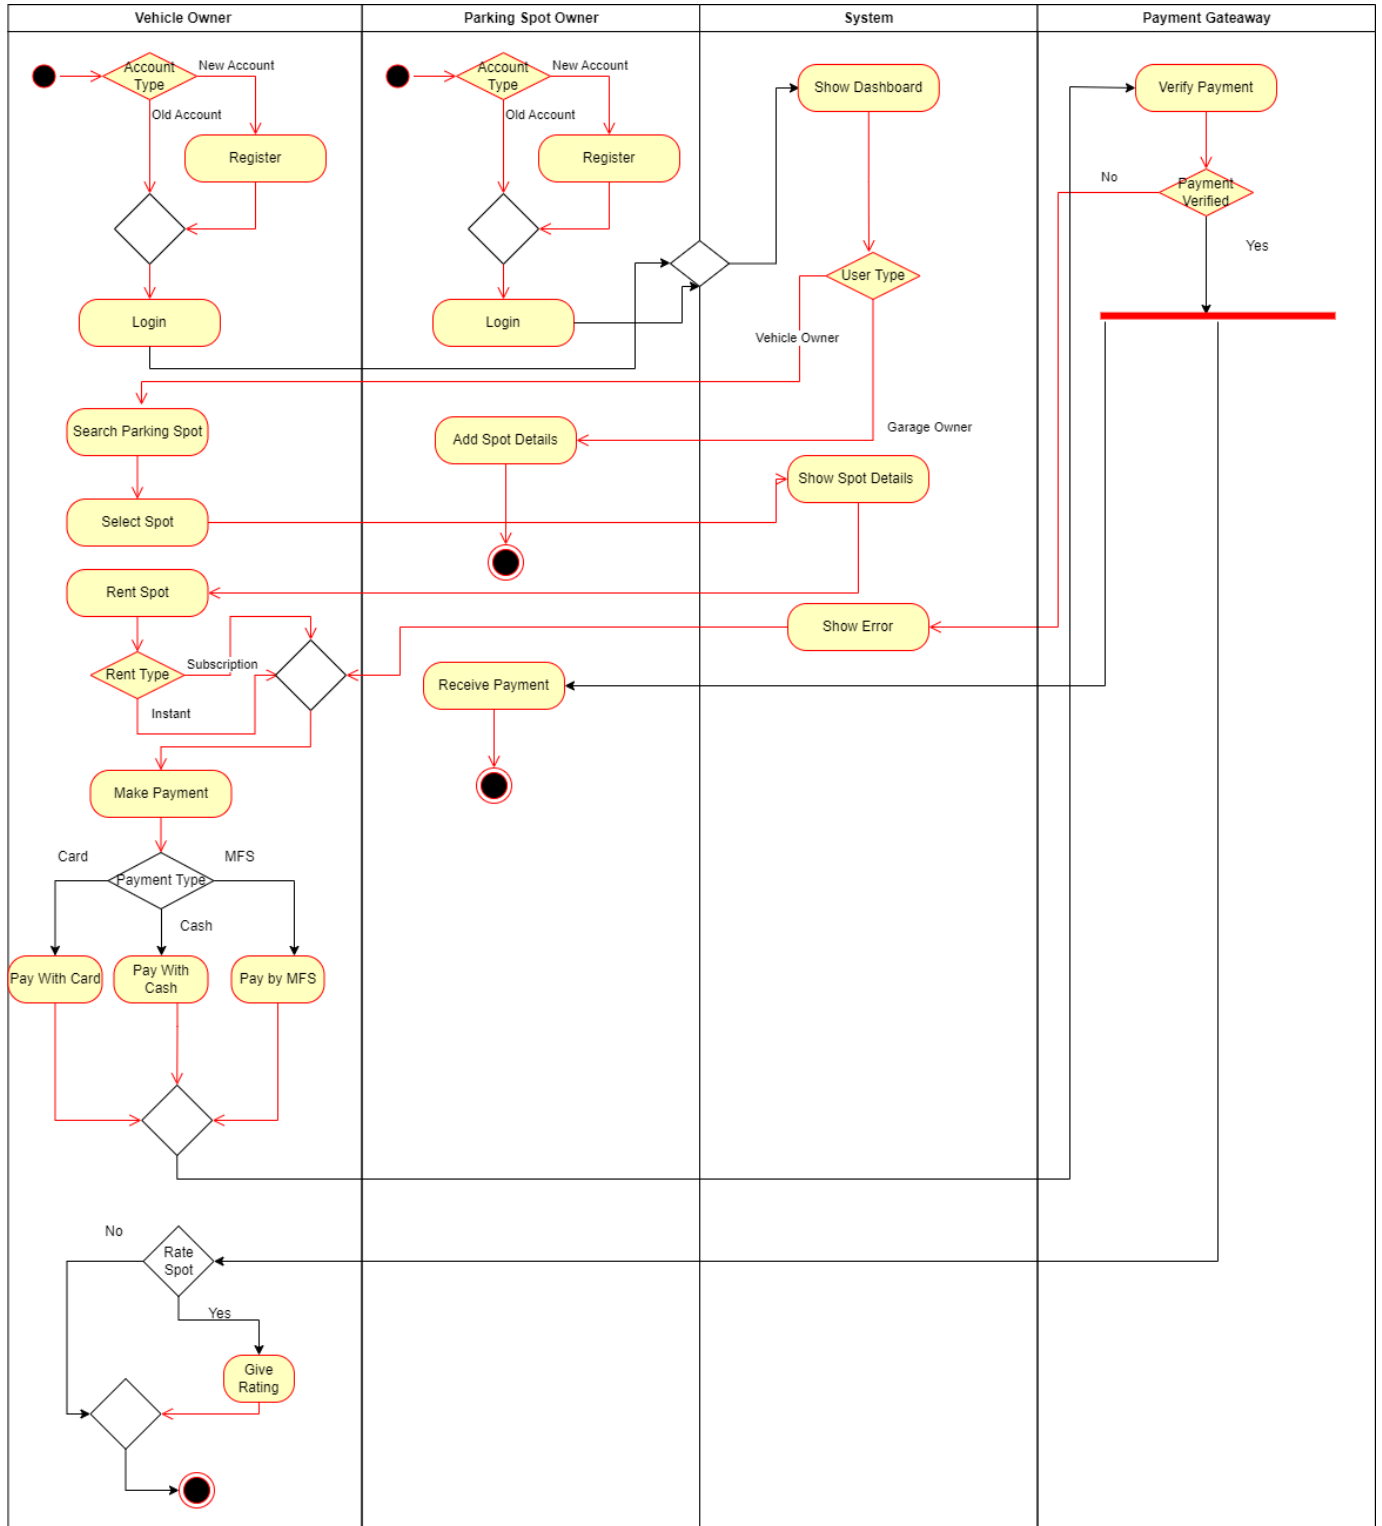 Vehicle Owner
Parking Spot Owner
System
Payment Gateaway
Account
Type
New Account
Old Account
Register
Login
Account
Type
New Account
Old Account
Register
Login
Show Dashboard
User Type
Vehicle Owner
Garage Owner
Verify Payment
Payment
Verified
No
Yes
Search Parking Spot
Add Spot Details
Show Spot Details
Select Spot
Rent Spot
Show Error
Rent Type
Subscription
Instant
Receive Payment
Make Payment
Card
MFS
Payment Type
Cash
Pay With Card
Pay With
Cash
Pay by MFS
No
Rate
Spot
Yes
Give
Rating